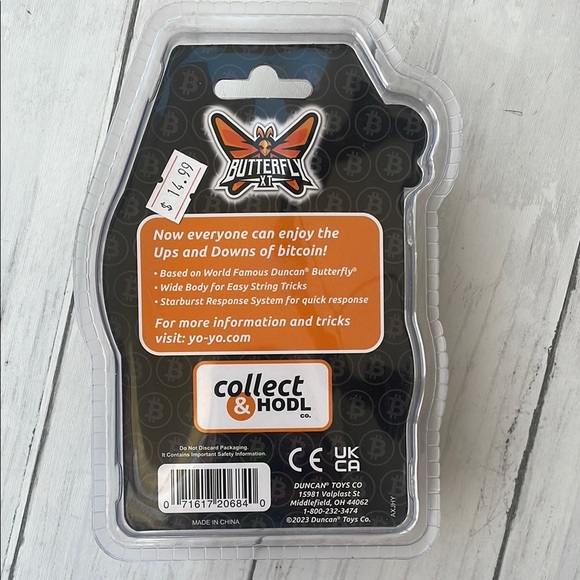 BUTTERFLY
XT
$ 14.99
Now everyone can enjoy the
Ups and Downs of bitcoin!
• Based on World Famous Duncan® Butterfly®
• Wide Body for Easy String Tricks
• Starburst Response System for quick response
For more information and tricks
visit: yo-yo.com
collect
& HODL
co.
Do Not Discard Packaging.
It Contains Important Safety Information.
0 71617 20684 0
MADE IN CHINA
CE UK
CA
DUNCAN® TOYS CO
15981 Valplast St
Middlefield, OH 44062
1-800-232-3474
©2023 Duncan® Toys Co.
AXJHY